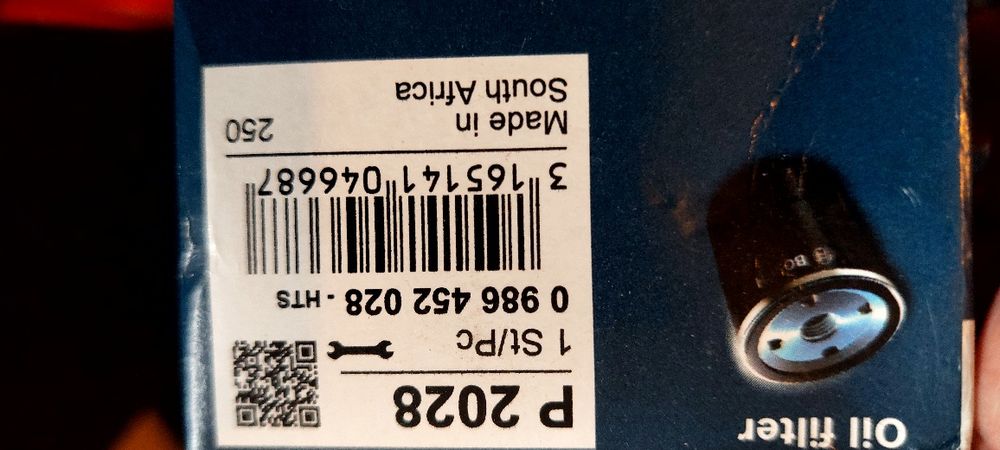 Oil filter
P 2028
1 St/Pc
0 986 452 028 - HTS
3 165141 046687
250
Made in
South Africa